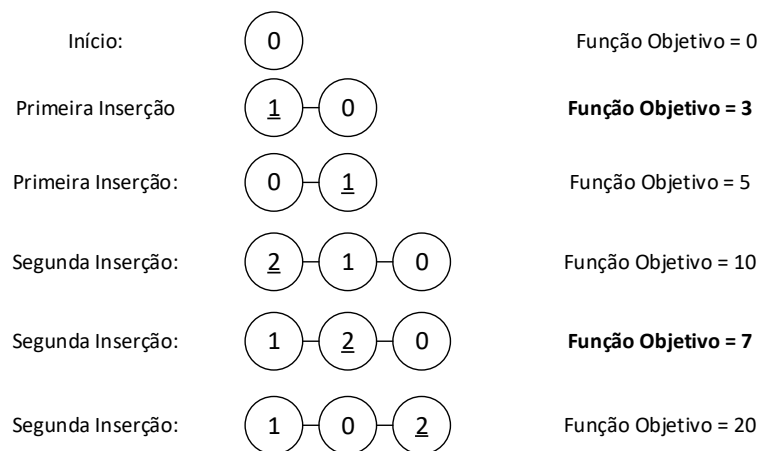 Início: 0 Função Objetivo = 0
Primeira Inserção 1 0 Função Objetivo = 3
Primeira Inserção: 0 1 Função Objetivo = 5
Segunda Inserção: 2 1 0 Função Objetivo = 10
Segunda Inserção: 1 2 0 Função Objetivo = 7
Segunda Inserção: 1 0 2 Função Objetivo = 20